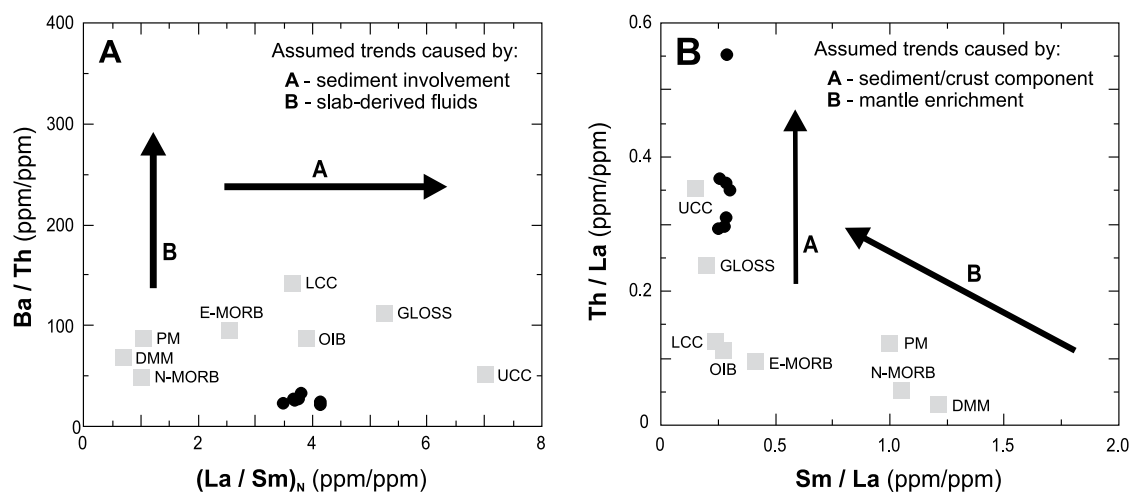 A
Assumed trends caused by:
A - sediment involvement
B - slab-derived fluids
A
B
LCC
GLOSS
E-MORB
OIB
PM
DMM
N-MORB
UCC
400
300
200
100
0
0
2
4
6
8
Ba / Th (ppm/ppm)
(La / Sm)N (ppm/ppm)
B
Assumed trends caused by:
A - sediment/crust component
B - mantle enrichment
UCC
A
B
GLOSS
LCC
OIB
E-MORB
PM
N-MORB
DMM
0.6
0.4
0.2
0
0
0.5
1.0
1.5
2.0
Th / La (ppm/ppm)
Sm / La (ppm/ppm)